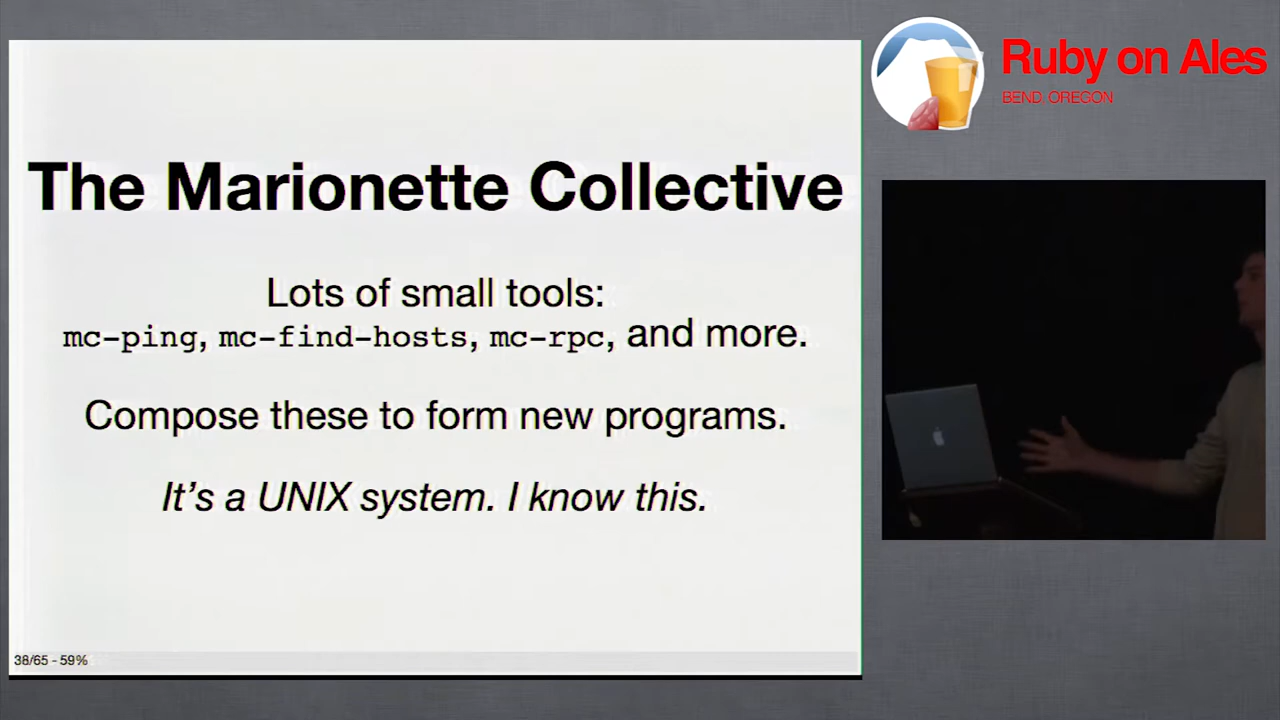 The Marionette Collective
Lots of small tools:
mc-ping, mc-find-hosts, mc-rpc, and more.
Compose these to form new programs.
It's a UNIX system. I know this.
38/65 - 59%
Ruby on Ales
BEND OREGON